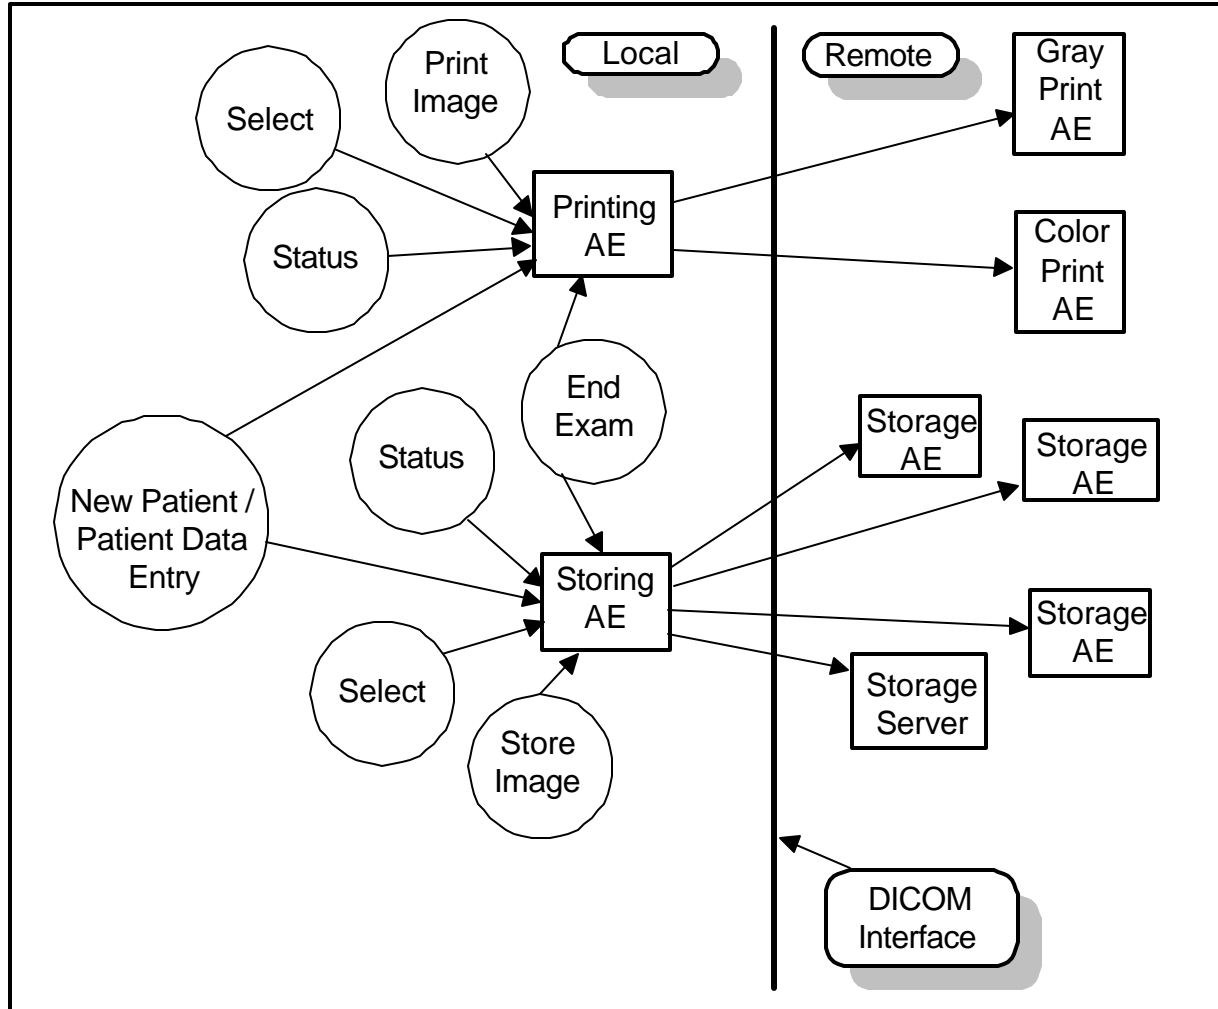 Local
Remote
Gray
Print
AE
Print
Image
Select
Printing
AE
Status
Color
Print
AE
End
Exam
Storage
AE
Storage
AE
Status
New Patient /
Patient Data
Entry
Storing
AE
Storage
AE
Select
Storage
Server
Store
Image
DICOM
Interface